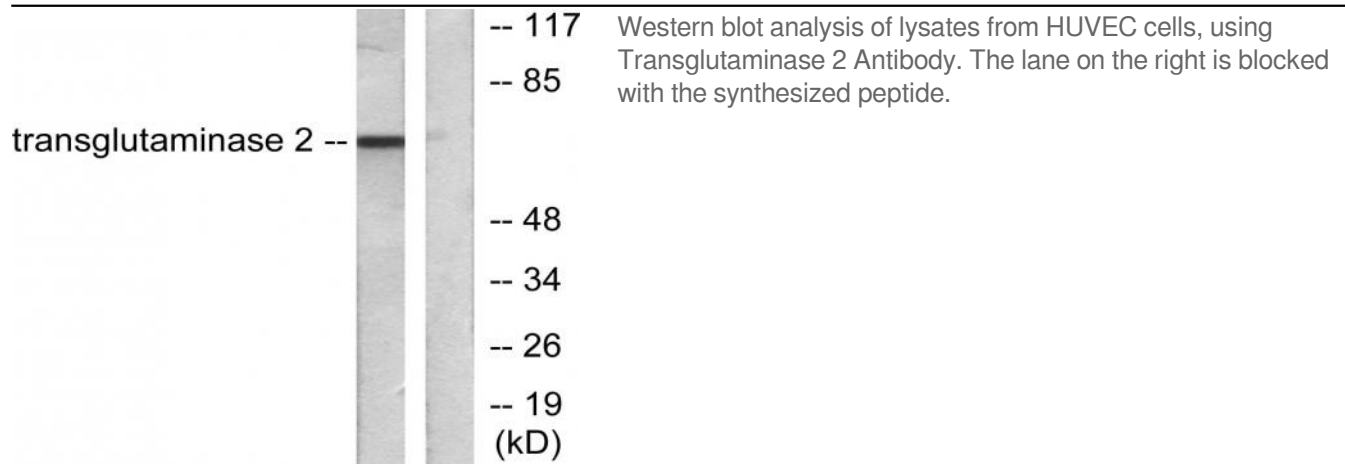 transglutaminase 2 --
-- 117
-- 85
-- 48
-- 34
-- 26
-- 19
(kD)
Western blot analysis of lysates from HUVEC cells, using
Transglutaminase 2 Antibody. The lane on the right is blocked
with the synthesized peptide.